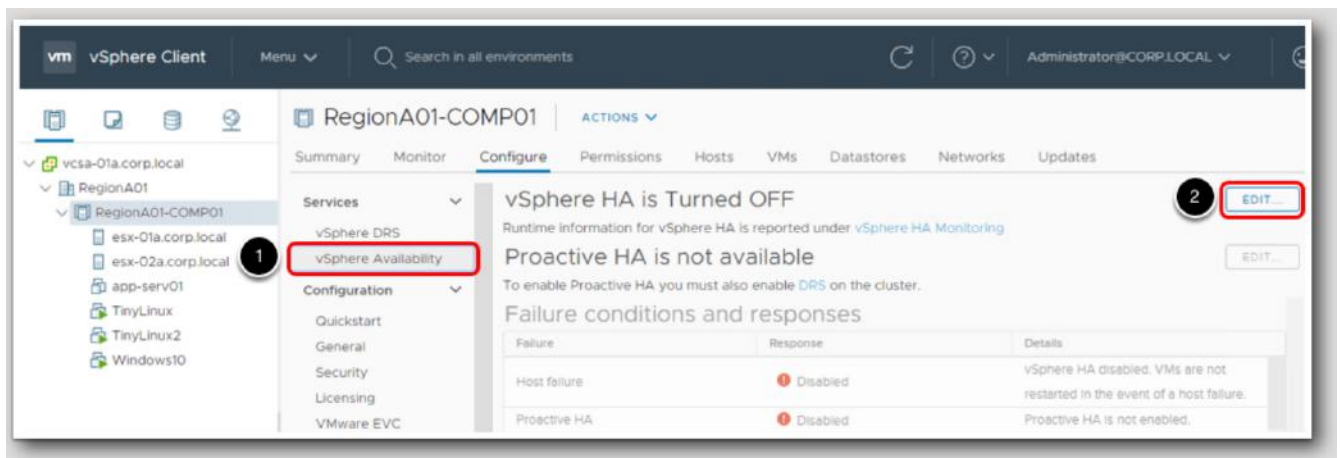 vm vSphere Client Menu Search in all environments Administrator@CORP.LOCAL
RegionA01-COMP01 ACTIONS
Summary Monitor Configure Permissions Hosts VMs Datastores Networks Updates
vcsa-01a.corp.local
RegionA01
RegionA01-COMP01
esx-01a.corp.local
esx-02a.corp.local
app-serv01
TinyLinux
TinyLinux2
Windows10
1
Services
vSphere DRS
vSphere Availability
Configuration
Quickstart
General
Security
Licensing
VMware EVC
vSphere HA is Turned OFF
2
EDIT...
Runtime information for vSphere HA is reported under vSphere HA Monitoring
Proactive HA is not available
EDIT...
To enable Proactive HA you must also enable DRS on the cluster.
Failure conditions and responses
Failure Response Details
Host failure Disabled vSphere HA disabled. VMs are not
restarted in the event of a host failure.
Proactive HA Disabled Proactive HA is not enabled.